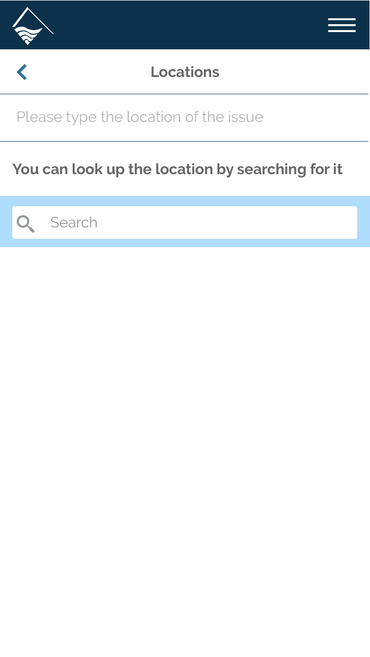 Locations
Please type the location of the issue
You can look up the location by searching for it
Search